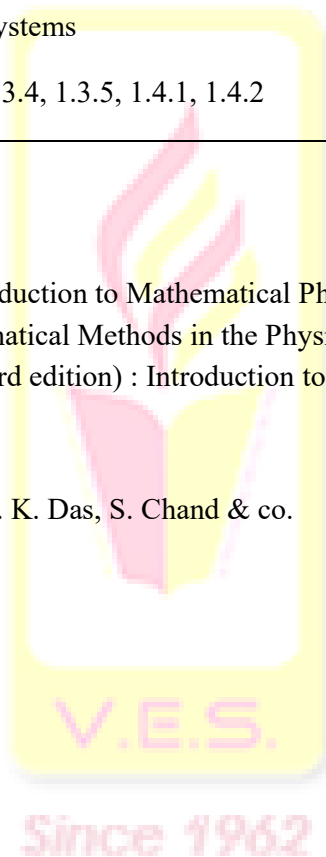 ystems
3.4, 1.3.5, 1.4.1, 1.4.2
duction to Mathematical Ph
matical Methods in the Physi
rd edition) : Introduction to
. K. Das, S. Chand & co.
V.E.S.
Since 1962